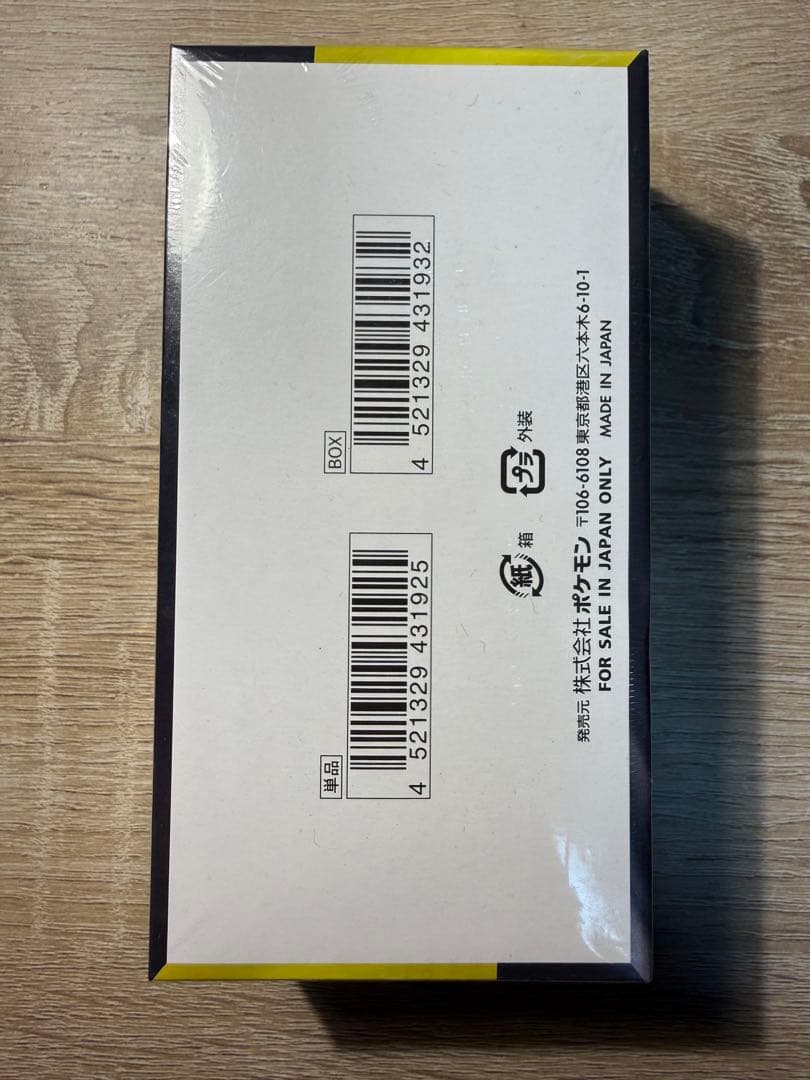 単品
4 521329 431925
BOX
4 521329 431932
紙 箱
プラ 外装
発売元 株式会社 ポケモン 〒106-6108 東京都港区六本木6-10-1
FOR SALE IN JAPAN ONLY MADE IN JAPAN